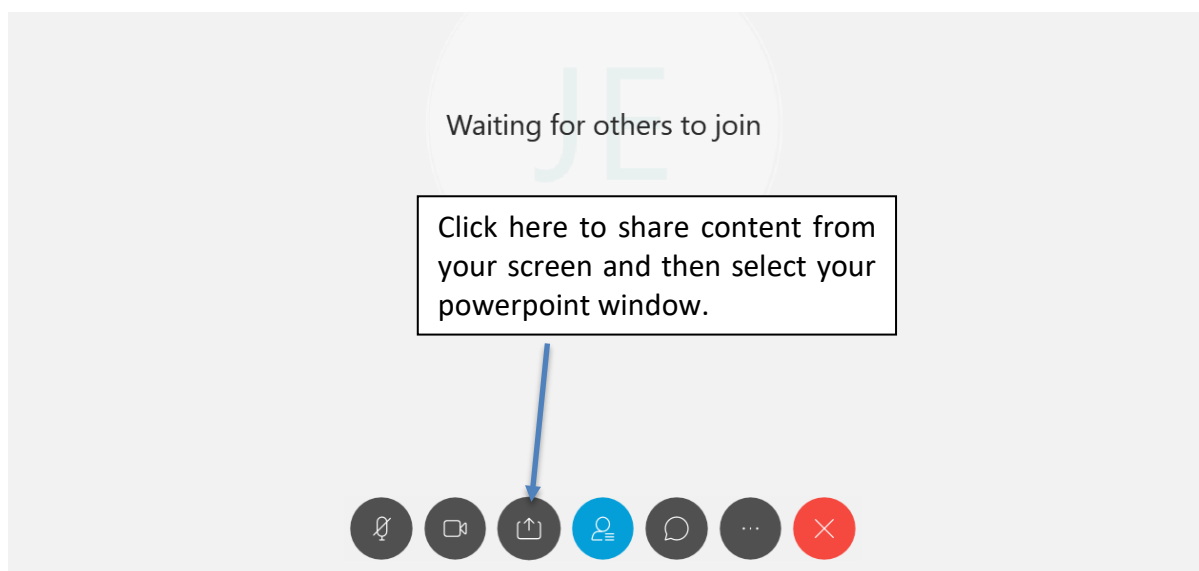 JE
Waiting for others to join
Click here to share content from
your screen and then select your
powerpoint window.